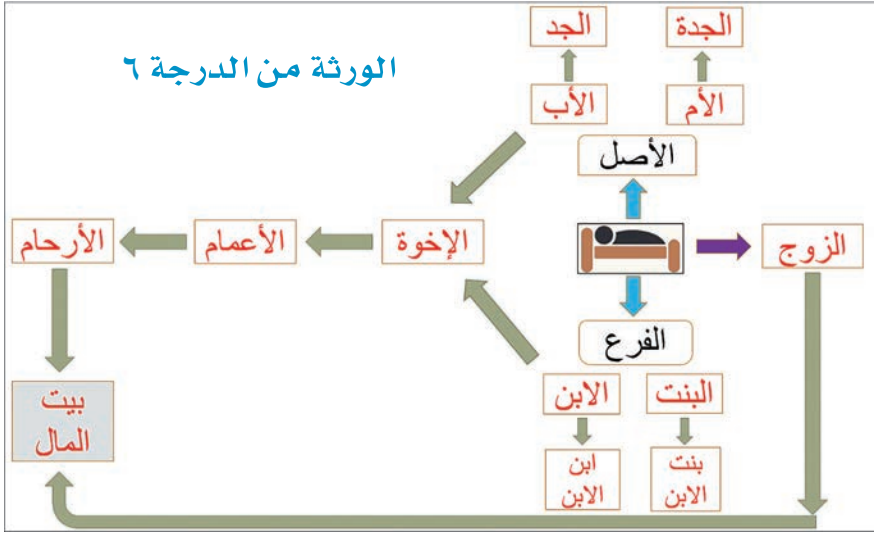 الورثة من الدرجة ٦
الجدة
الجد
الأم
الأب
الأصل
الزوج
الإخوة
الأعمام
الأرحام
الفرع
البنت
الابن
بنت
الابن
ابن
الابن
بيت
المال